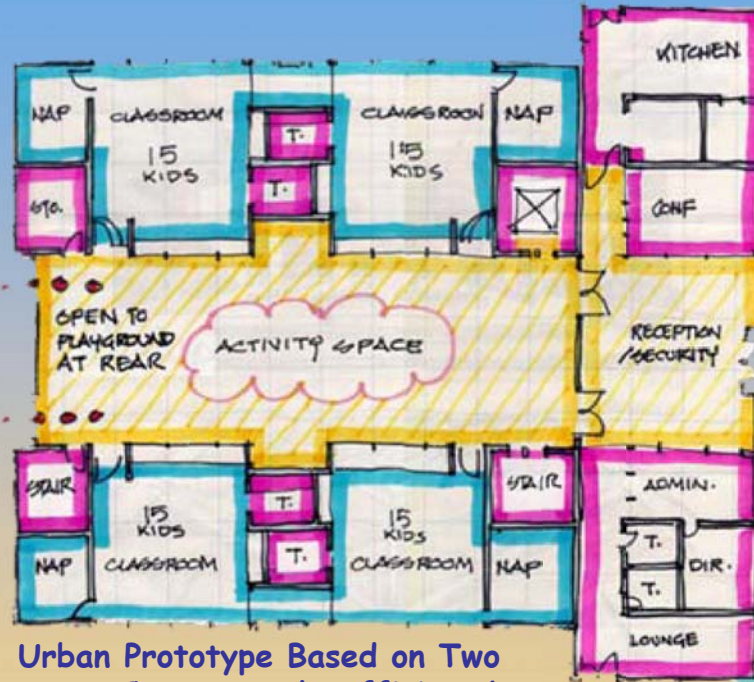 KITCHEN
NAP
CLASSROOM
CLASSROOM
NAP
15
KIDS
15
KIDS
T.
T.
STO.
CONF
OPEN TO
PLAYGROUND
AT REAR
ACTIVITY SPACE
RECEPTION
/SECURITY
STAIR
15
KIDS
CLASSROOM
T.
T.
15
KIDS
CLASSROOM
STAIR
NAP
NAP
ADMIN.
T.
DIR.
T.
LOUNGE
Urban Prototype Based on Two